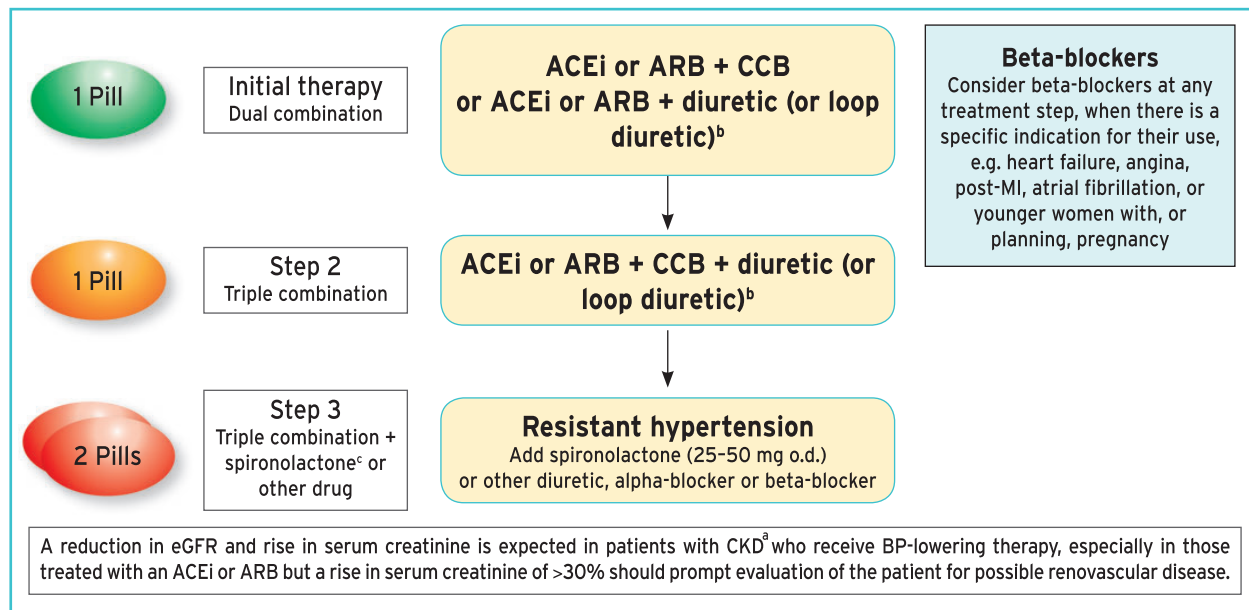 1 Pill
Initial therapy
Dual combination
ACEi or ARB + CCB
or ACEi or ARB + diuretic (or loop
diuretic)ᵇ
Beta-blockers
Consider beta-blockers at any
treatment step, when there is a
specific indication for their use,
e.g. heart failure, angina,
post-MI, atrial fibrillation, or
younger women with, or
planning, pregnancy
1 Pill
Step 2
Triple combination
ACEi or ARB + CCB + diuretic (or
loop diuretic)ᵇ
2 Pills
Step 3
Triple combination +
spironolactoneᶜ or
other drug
Resistant hypertension
Add spironolactone (25–50 mg o.d.)
or other diuretic, alpha-blocker or beta-blocker
A reduction in eGFR and rise in serum creatinine is expected in patients with CKDᵃ who receive BP-lowering therapy, especially in those
treated with an ACEi or ARB but a rise in serum creatinine of >30% should prompt evaluation of the patient for possible renovascular disease.